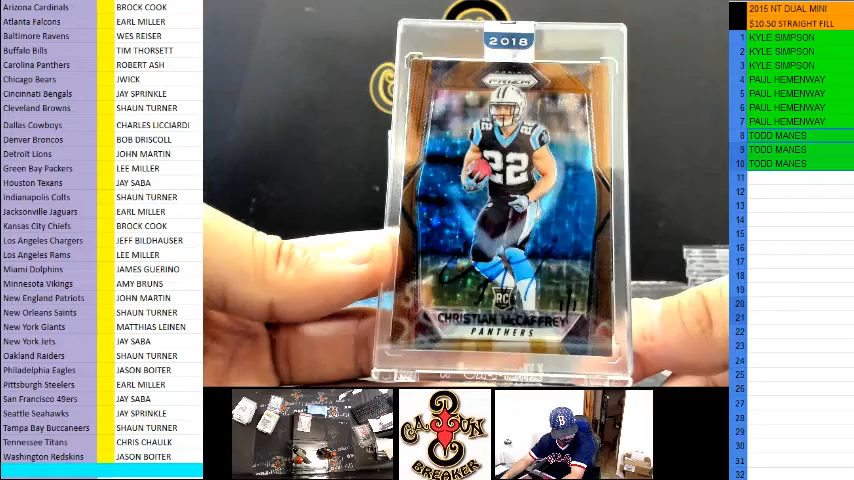 Arizona Cardinals BROCK COOK
Atlanta Falcons EARL MILLER
Baltimore Ravens WES REISER
Buffalo Bills TIM THORSETT
Carolina Panthers ROBERT ASH
Chicago Bears JWICK
Cincinnati Bengals JAY SPRINKLE
Cleveland Browns SHAUN TURNER
Dallas Cowboys CHARLES LICCIARDI
Denver Broncos BOB DRISCOLL
Detroit Lions JOHN MARTIN
Green Bay Packers LEE MILLER
Houston Texans JAY SABA
Indianapolis Colts SHAUN TURNER
Jacksonville Jaguars EARL MILLER
Kansas City Chiefs BROCK COOK
Los Angeles Chargers JEFF BILDHAUSER
Los Angeles Rams LEE MILLER
Miami Dolphins JAMES GUERINO
Minnesota Vikings AMY BRUNS
New England Patriots JOHN MARTIN
New Orleans Saints SHAUN TURNER
New York Giants MATTHIAS LEINEN
New York Jets JAY SABA
Oakland Raiders SHAUN TURNER
Philadelphia Eagles JASON BOITER
Pittsburgh Steelers EARL MILLER
San Francisco 49ers JAY SABA
Seattle Seahawks JAY SPRINKLE
Tampa Bay Buccaneers SHAUN TURNER
Tennessee Titans CHRIS CHAULK
Washington Redskins JASON BOITER
2018
PRIZM
22
22
RC
1/1
CHRISTIAN McCAFFREY
PANTHERS
CAJUN
BREAKER
B
2015 NT DUAL MINI
$10.50 STRAIGHT FILL
1 KYLE SIMPSON
2 KYLE SIMPSON
3 KYLE SIMPSON
4 PAUL HEMENWAY
5 PAUL HEMENWAY
6 PAUL HEMENWAY
7 PAUL HEMENWAY
8 TODD MANES
9 TODD MANES
10 TODD MANES
11
12
13
14
15
16
17
18
19
20
21
22
23
24
25
26
27
28
29
30
31
32